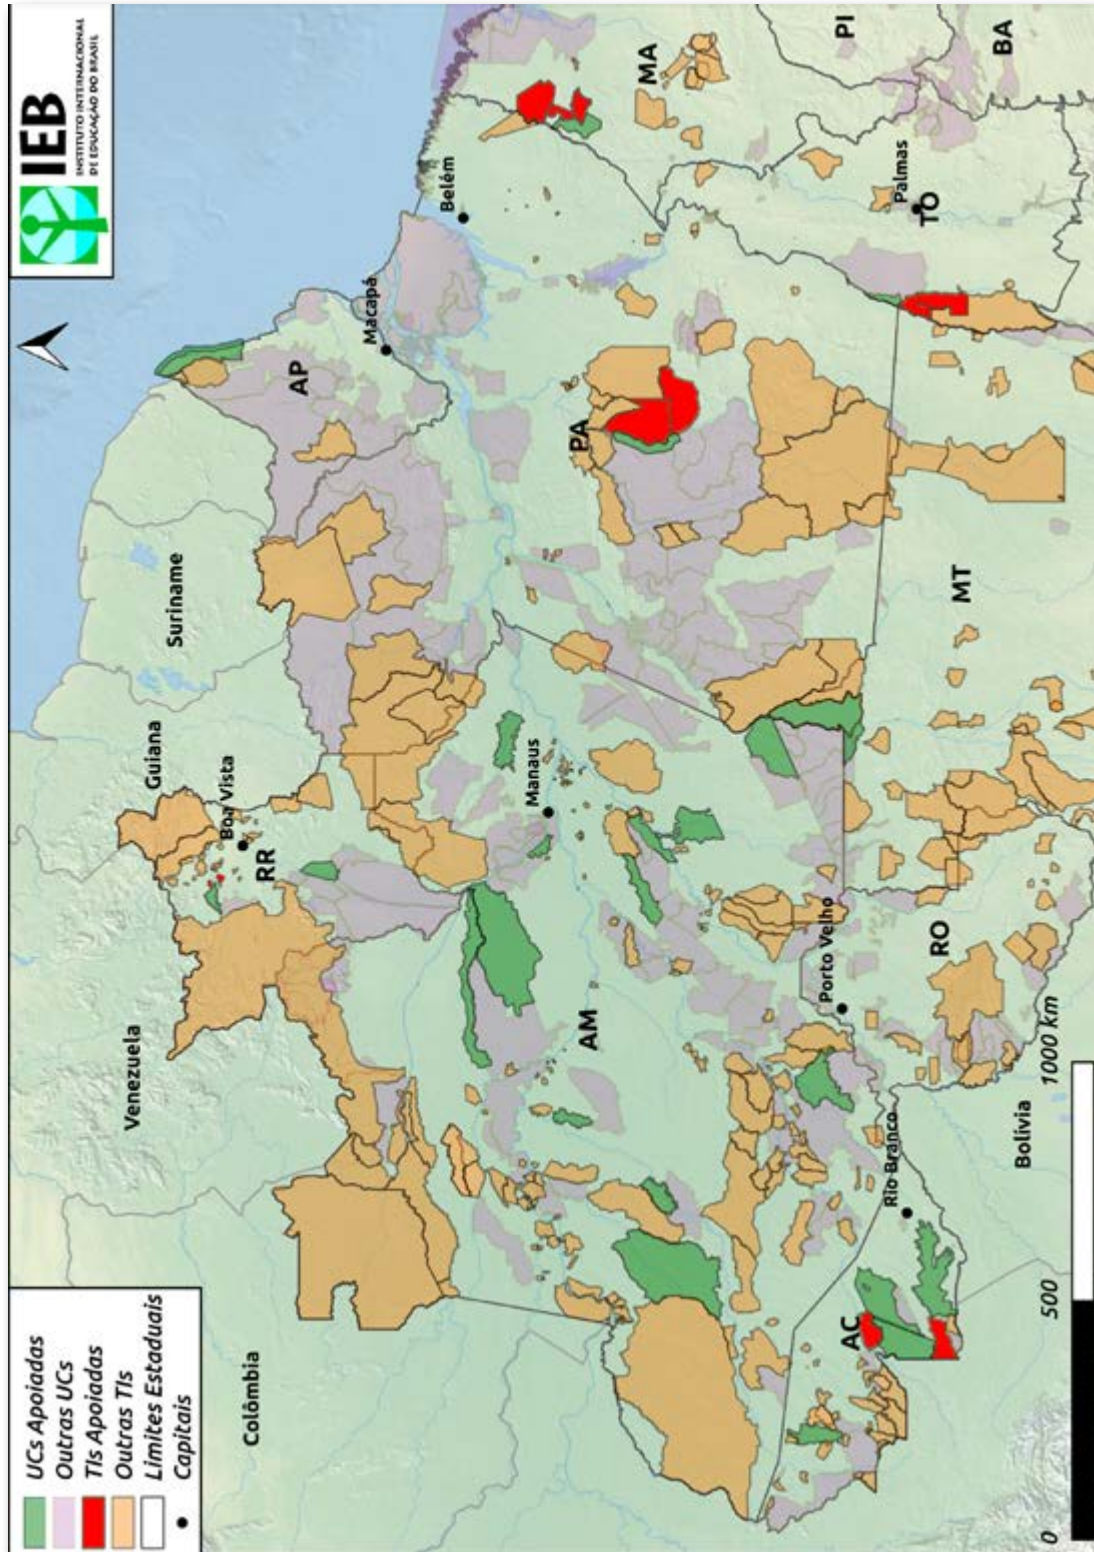 UCs Apoiadas
Outras UCs
TIs Apoiadas
Outras TIs
Limites Estaduais
Capitais
IEB
INSTITUTO INTERNACIONAL
DE EDUCAÇÃO DO BRASIL
Colômbia
Venezuela
Guiana
Suriname
Boa Vista
RR
AP
Macapá
Belém
Manaus
AM
PA
MA
PI
AC
Rio Branco
Porto Velho
RO
MT
Palmas
TO
BA
Bolívia
0
500
1000 km